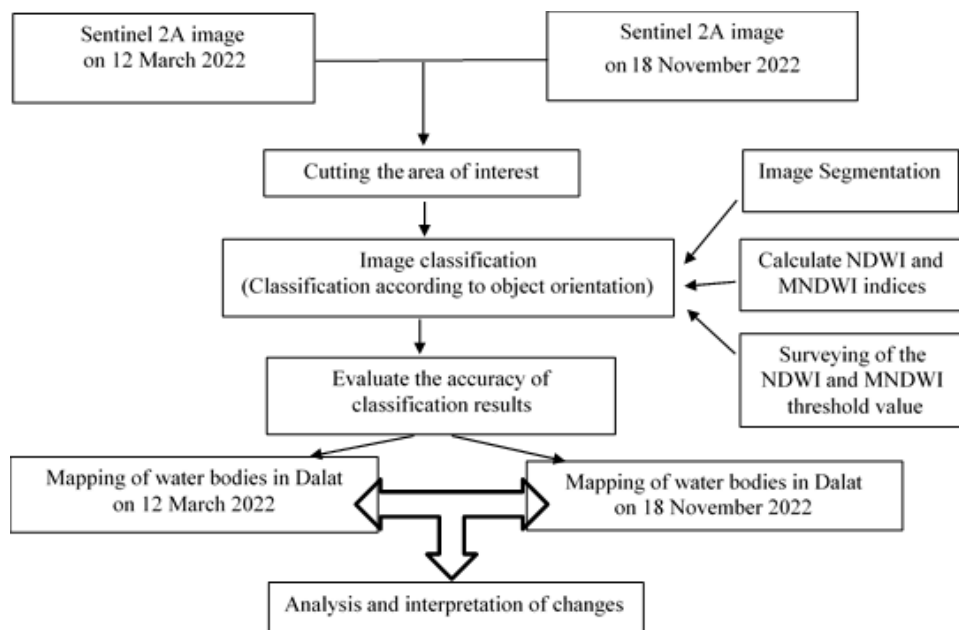 Sentinel 2A image
on 12 March 2022
Sentinel 2A image
on 18 November 2022
Cutting the area of interest
Image Segmentation
Image classification
(Classification according to object orientation)
Calculate NDWI and
MNDWI indices
Surveying of the
NDWI and MNDWI
threshold value
Evaluate the accuracy of
classification results
Mapping of water bodies in Dalat
on 12 March 2022
Mapping of water bodies in Dalat
on 18 November 2022
Analysis and interpretation of changes